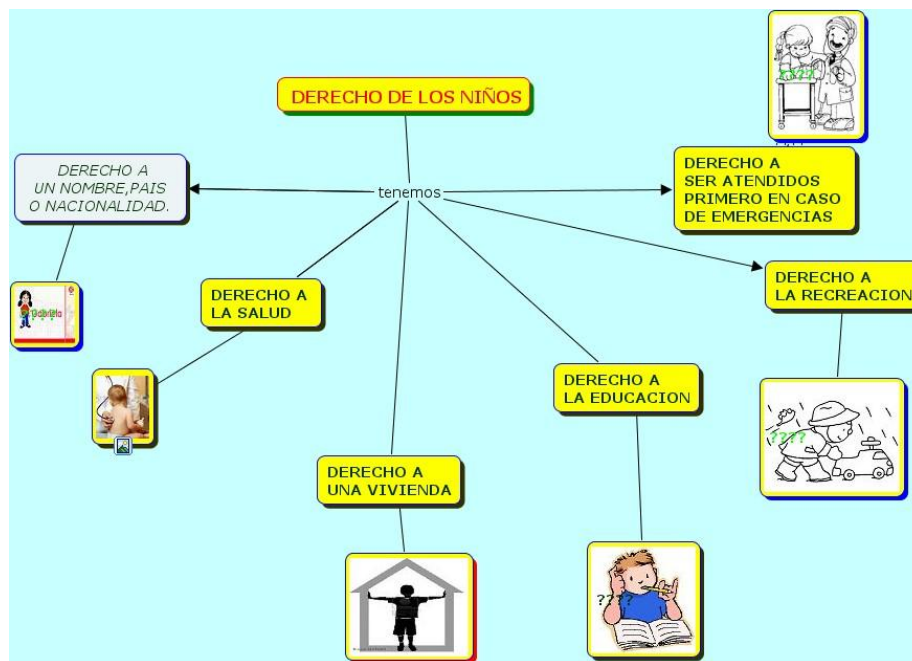 DERECHO DE LOS NIÑOS
tenemos
DERECHO A
UN NOMBRE,PAIS
O NACIONALIDAD.
Gabriela
DERECHO A
LA SALUD
DERECHO A
UNA VIVIENDA
????
DERECHO A
LA EDUCACION
????
DERECHO A
LA RECREACION
????
DERECHO A
SER ATENDIDOS
PRIMERO EN CASO
DE EMERGENCIAS